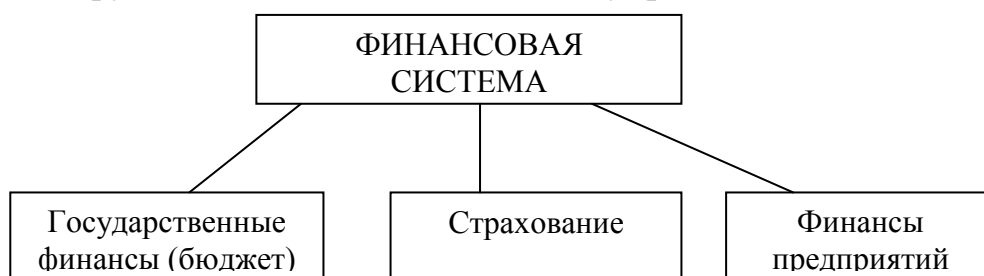 ФИНАНСОВАЯ
СИСТЕМА
Государственные
финансы (бюджет)
Страхование
Финансы
предприятий